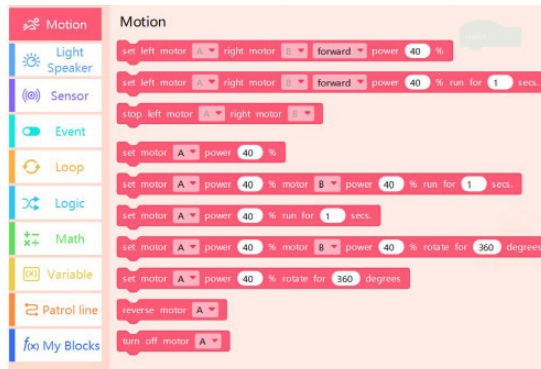 Motion
Light
Speaker
Sensor
Event
Loop
Logic
Math
Variable
Patrol line
f(x) My Blocks
Motion
set left motor A right motor B forward power 40 %
set left motor A right motor B forward power 40 % run for 1 secs.
stop left motor A right motor B
set motor A power 40 %
set motor A power 40 % motor B power 40 % run for 1 secs.
set motor A power 40 % run for 1 secs.
set motor A power 40 % motor B power 40 % rotate for 360 degrees
set motor A power 40 % rotate for 360 degrees
reverse motor A
turn off motor A